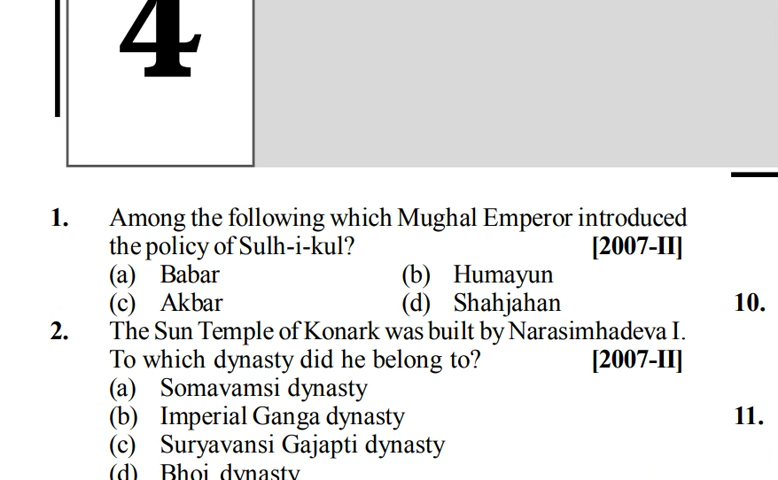 4
1. Among the following which Mughal Emperor introduced
the policy of Sulh-i-kul? [2007-II]
(a) Babar (b) Humayun
(c) Akbar (d) Shahjahan
2. The Sun Temple of Konark was built by Narasimhadeva I.
To which dynasty did he belong to? [2007-II]
(a) Somavamsi dynasty
(b) Imperial Ganga dynasty
(c) Suryavansi Gajapti dynasty
(d) Bhoi dynasty
10.
11.